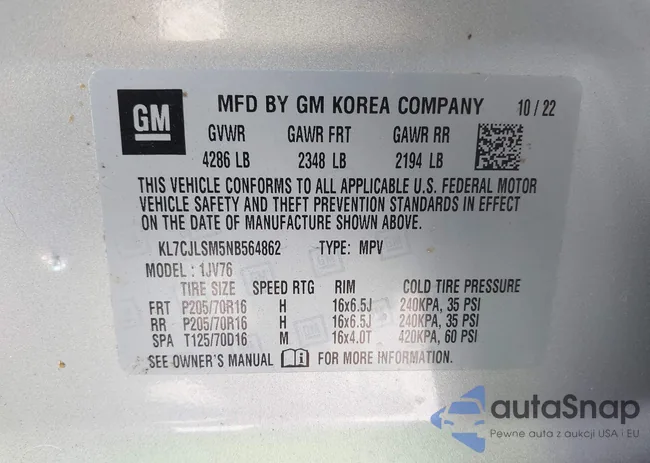 GM
MFD BY GM KOREA COMPANY 10/22
GVWR GAWR FRT GAWR RR
4286 LB 2348 LB 2194 LB
THIS VEHICLE CONFORMS TO ALL APPLICABLE U.S. FEDERAL MOTOR
VEHICLE SAFETY AND THEFT PREVENTION STANDARDS IN EFFECT
ON THE DATE OF MANUFACTURE SHOWN ABOVE.
KL7CJLSM5NB564862 TYPE: MPV
MODEL: 1JV76
TIRE SIZE SPEED RTG RIM COLD TIRE PRESSURE
FRT P205/70R16 H 16x6.5J 240KPA, 35 PSI
RR P205/70R16 H 16x6.5J 240KPA, 35 PSI
SPA T125/70D16 M 16x4.0T 420KPA, 60 PSI
SEE OWNER'S MANUAL FOR MORE INFORMATION.
autoSnap
Pewne auta z aukcji USA i EU